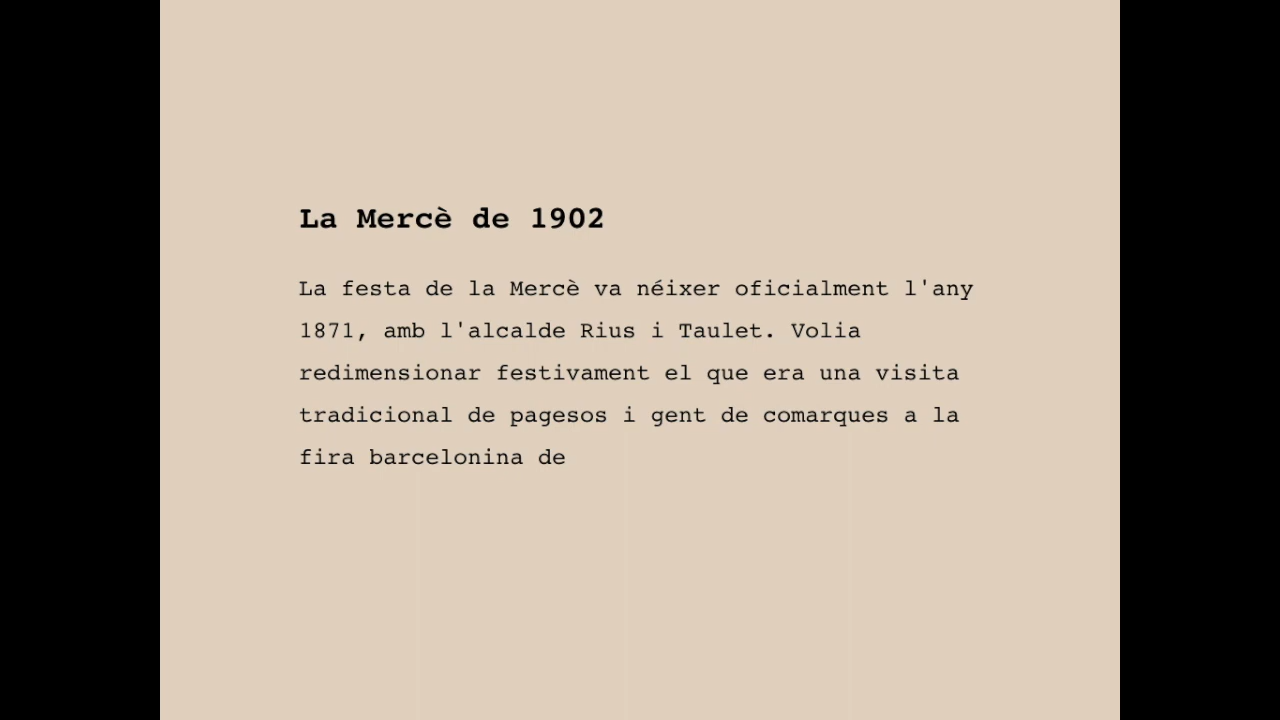 La Mercè de 1902
La festa de la Mercè va néixer oficialment l'any
1871, amb l'alcalde Rius i Taulet. Volia
redimensionar festivament el que era una visita
tradicional de pagesos i gent de comarques a la
fira barcelonina de